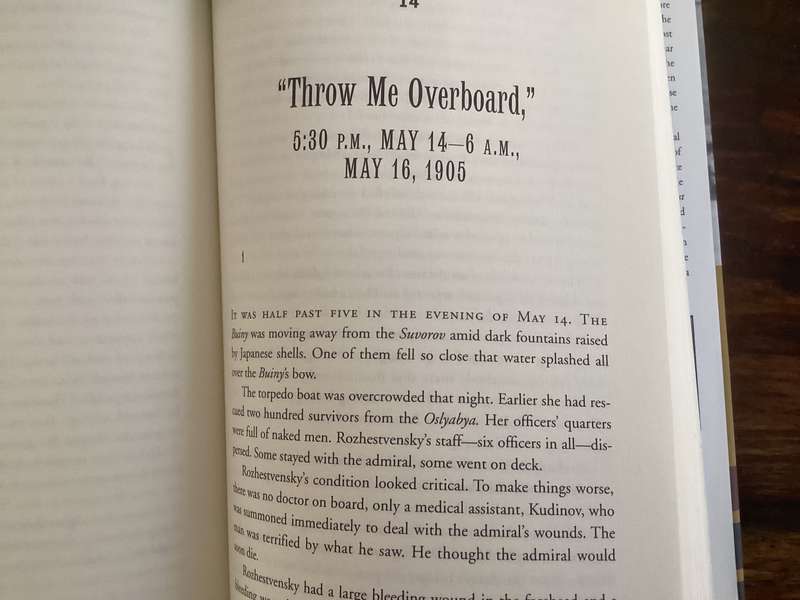 14
“Throw Me Overboard,”
5:30 P.M., MAY 14—6 A.M.,
MAY 16, 1905
1
It was half past five in the evening of May 14. The
Buiny was moving away from the Suvorov amid dark fountains raised
by Japanese shells. One of them fell so close that water splashed all
over the Buiny’s bow.
The torpedo boat was overcrowded that night. Earlier she had res-
cued two hundred survivors from the Oslyabya. Her officers’ quarters
were full of naked men. Rozhestvensky’s staff—six officers in all—dis-
persed. Some stayed with the admiral, some went on deck.
Rozhestvensky’s condition looked critical. To make things worse,
there was no doctor on board, only a medical assistant, Kudinov, who
was summoned immediately to deal with the admiral’s wounds. The
man was terrified by what he saw. He thought the admiral would
soon die.
Rozhestvensky had a large bleeding wound in the forehead and a